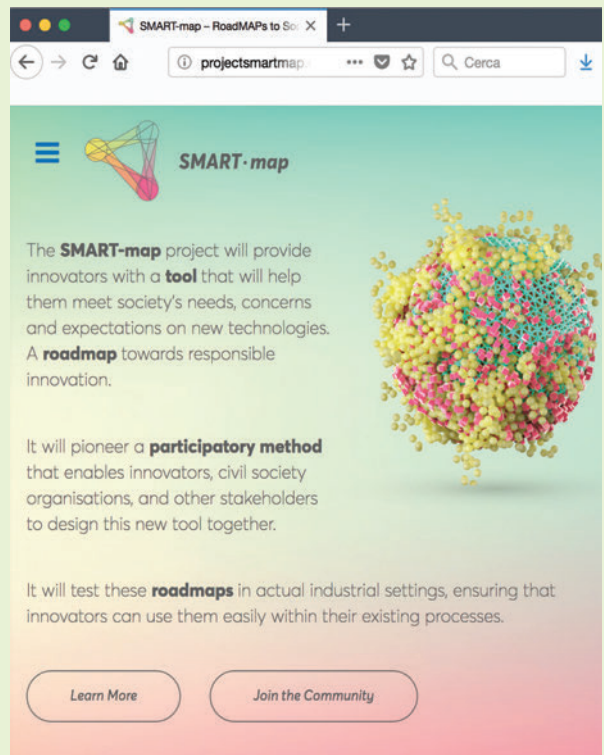 SMART-map – RoadMAPs to Soc
projectsmartmap.
Cerca
SMART·map
The SMART-map project will provide
innovators with a tool that will help
them meet society's needs, concerns
and expectations on new technologies.
A roadmap towards responsible
innovation.
It will pioneer a participatory method
that enables innovators, civil society
organisations, and other stakeholders
to design this new tool together.
It will test these roadmaps in actual industrial settings, ensuring that
innovators can use them easily within their existing processes.
Learn More
Join the Community